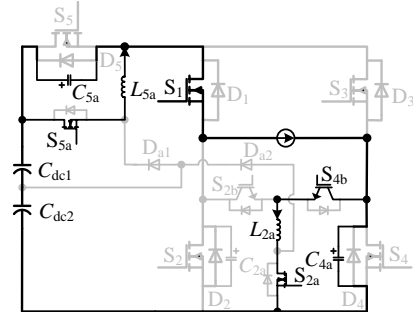 S5
D5
C5a
+
L5a
S1
D1
S3
D3
S5a
Da1
Da2
Cdc1
S2b
S4b
Cdc2
L2a
S2
D2
+
C2a
S2a
C4a
+
D4
S4